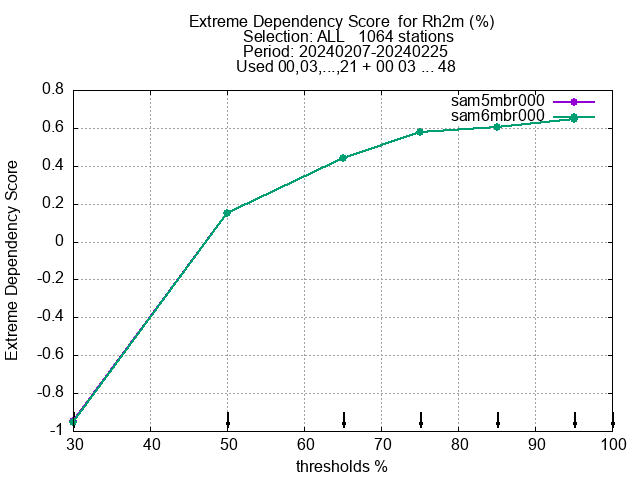 Extreme Dependency Score  for Rh2m (%)
Selection: ALL   1064 stations
Period: 20240207-20240225
Used 00,03,...,21 + 00 03 ... 48
sam5mbr000
sam6mbr000
0.8
0.6
0.4
0.2
0
-0.2
-0.4
-0.6
-0.8
-1
Extreme Dependency Score
30 40 50 60 70 80 90 100
thresholds %